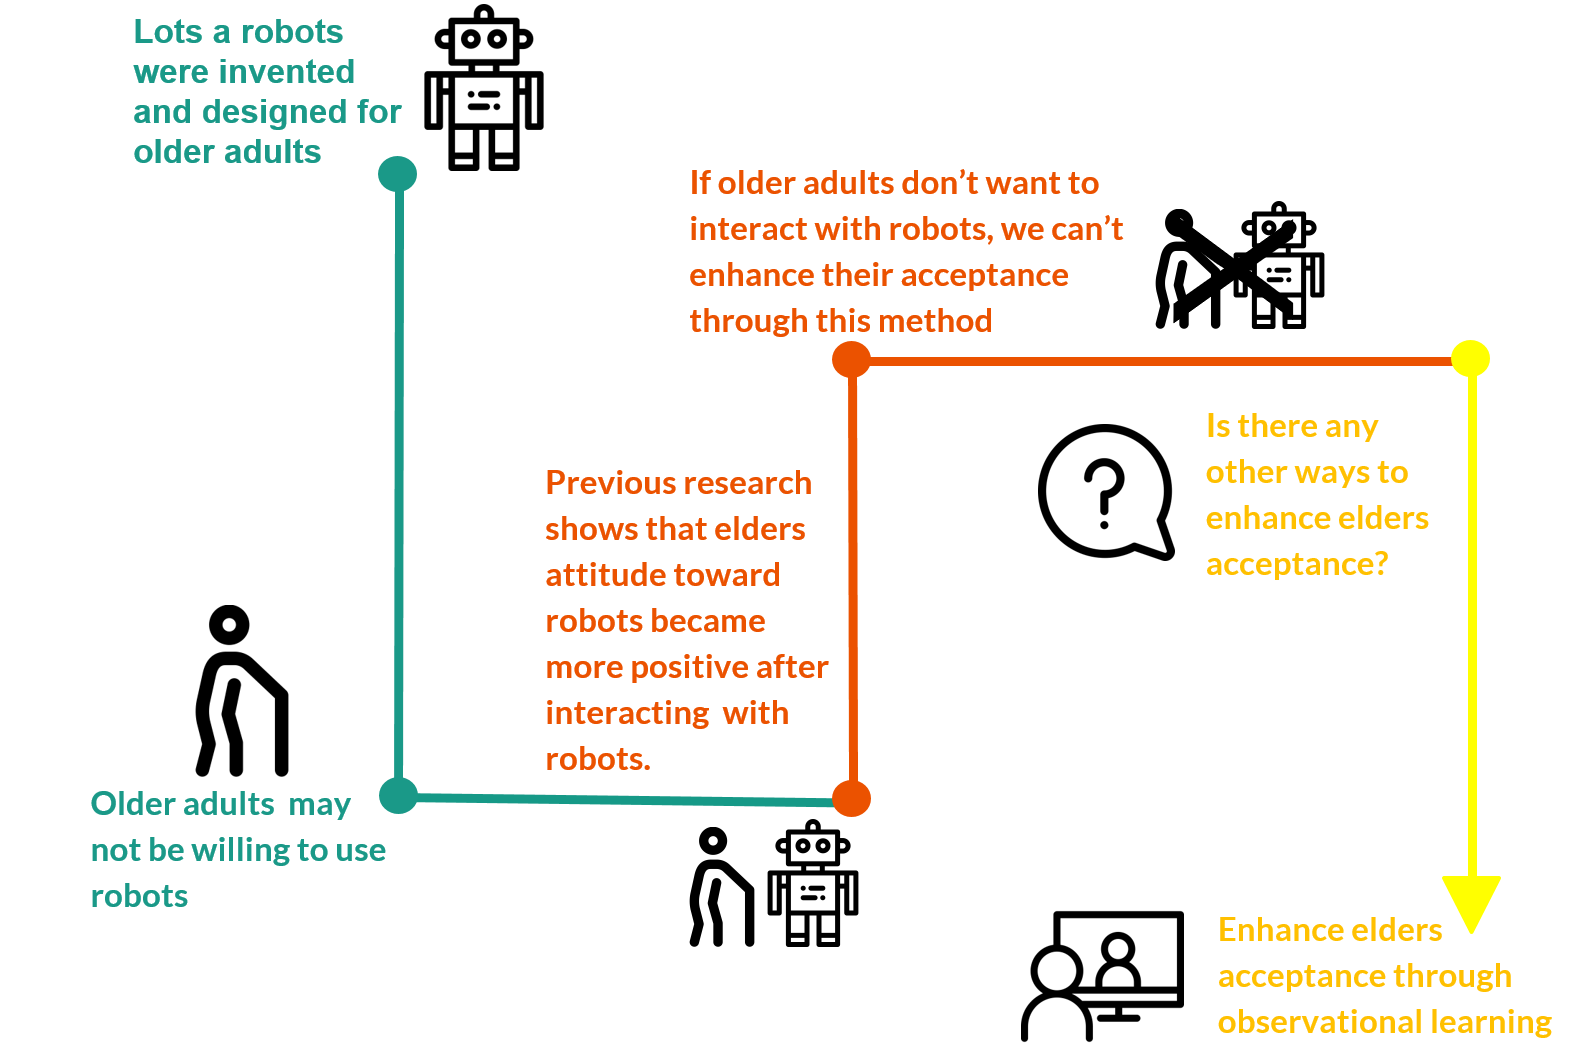 Lots a robots
were invented
and designed for
older adults
Older adults  may
not be willing to use
robots
Previous research
shows that elders
attitude toward
robots became
more positive after
interacting  with
robots.
If older adults don’t want to
interact with robots, we can’t
enhance their acceptance
through this method
?
Is there any
other ways to
enhance elders
acceptance?
Enhance elders
acceptance through
observational learning